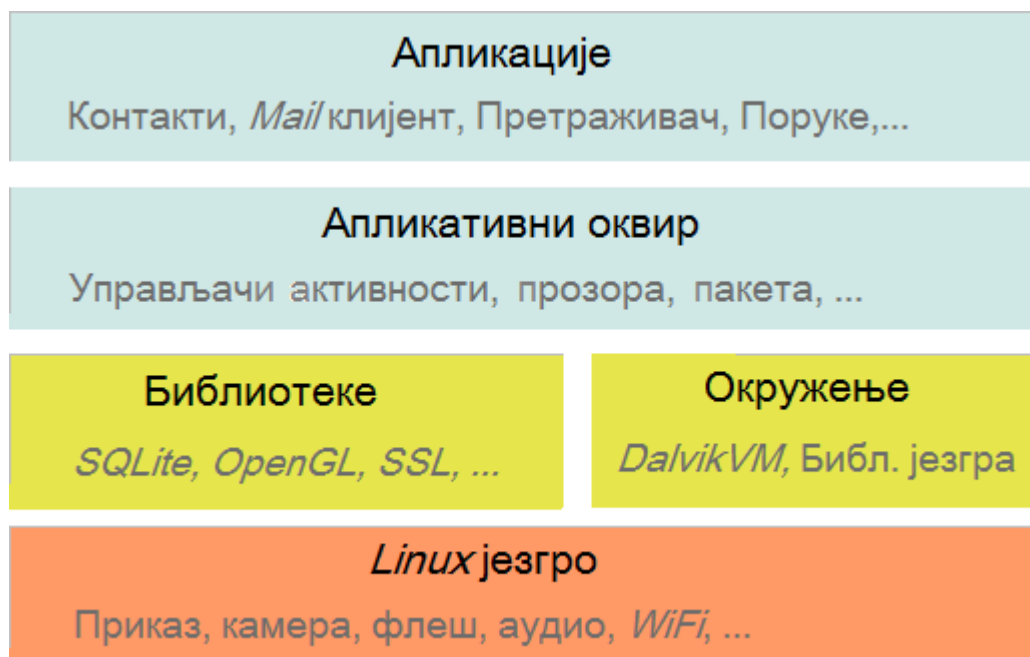 Апликације
Контакти, Mail клијент, Претраживач, Поруке,...
Апликативни оквир
Управљачи активности, прозора, пакета, ...
Библиотеке
SQLite, OpenGL, SSL, ...
Окружење
DalvikVM, Библ. језгра
Linux језгро
Приказ, камера, флеш, аудио, WiFi, ...